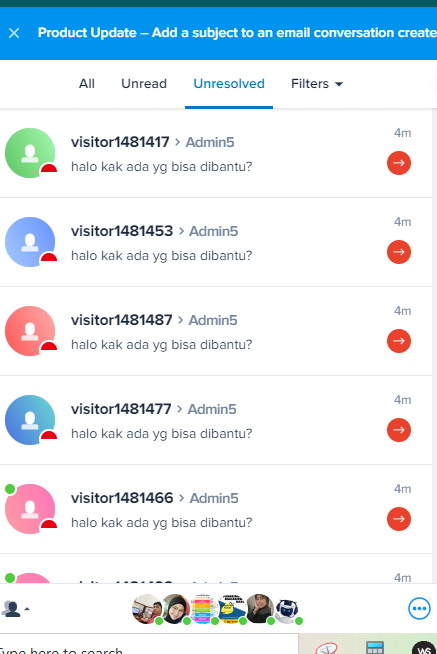 Product Update – Add a subject to an email conversation create
All Unread Unresolved Filters
visitor1481417 > Admin5 4m
halo kak ada yg bisa dibantu?
visitor1481453 > Admin5 4m
halo kak ada yg bisa dibantu?
visitor1481487 > Admin5 4m
halo kak ada yg bisa dibantu?
visitor1481477 > Admin5 4m
halo kak ada yg bisa dibantu?
visitor1481466 > Admin5 4m
halo kak ada yg bisa dibantu?
4m
Type here to search
WS